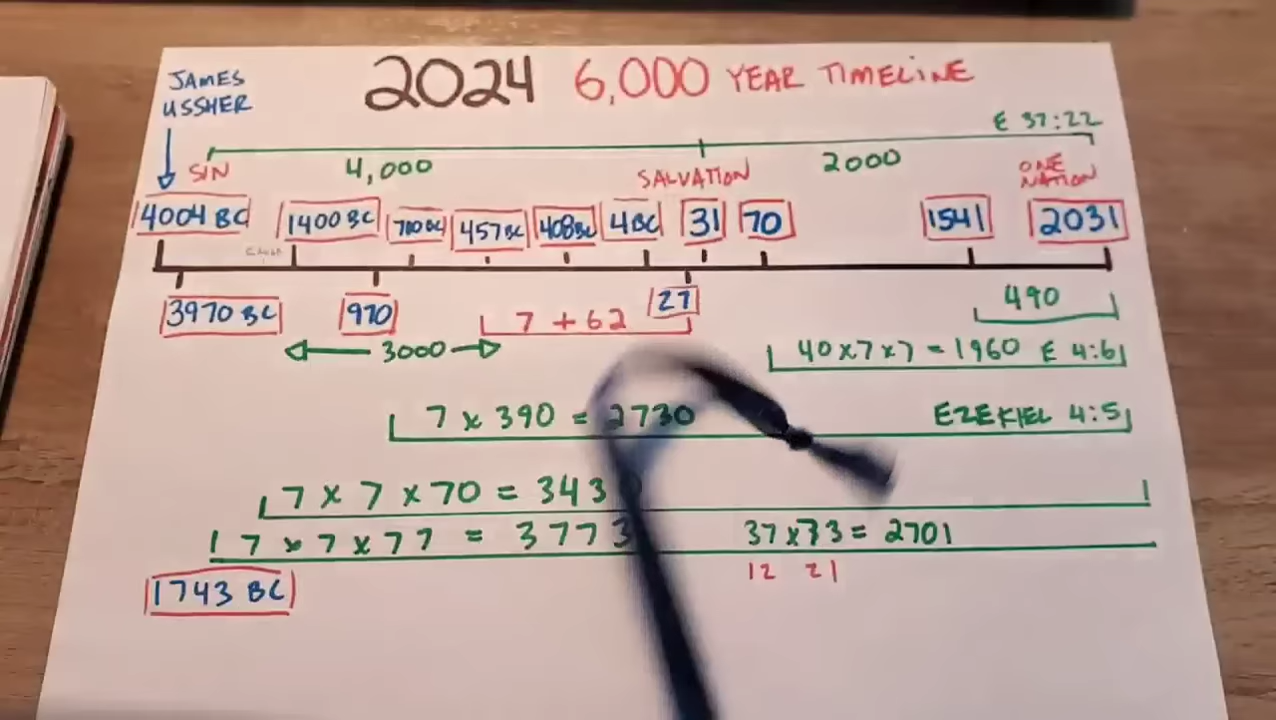 JAMES
USSHER
2024 6,000 YEAR TIMELINE
E 37:22
SIN
4,000
SALVATION
2000
ONE
NATION
4004 BC
1400 BC
700 BC
457 BC
408 BC
4 BC
31
70
1541
2031
3970 BC
970
7 + 62
27
490
3000
40 x 7 x 7 = 1960 E 4:6
7 x 390 = 2730
EZEKIEL 4:5
7 x 7 x 70 = 343
7 x 7 x 77 = 3773
37 x 73 = 2701
12 21
1743 BC